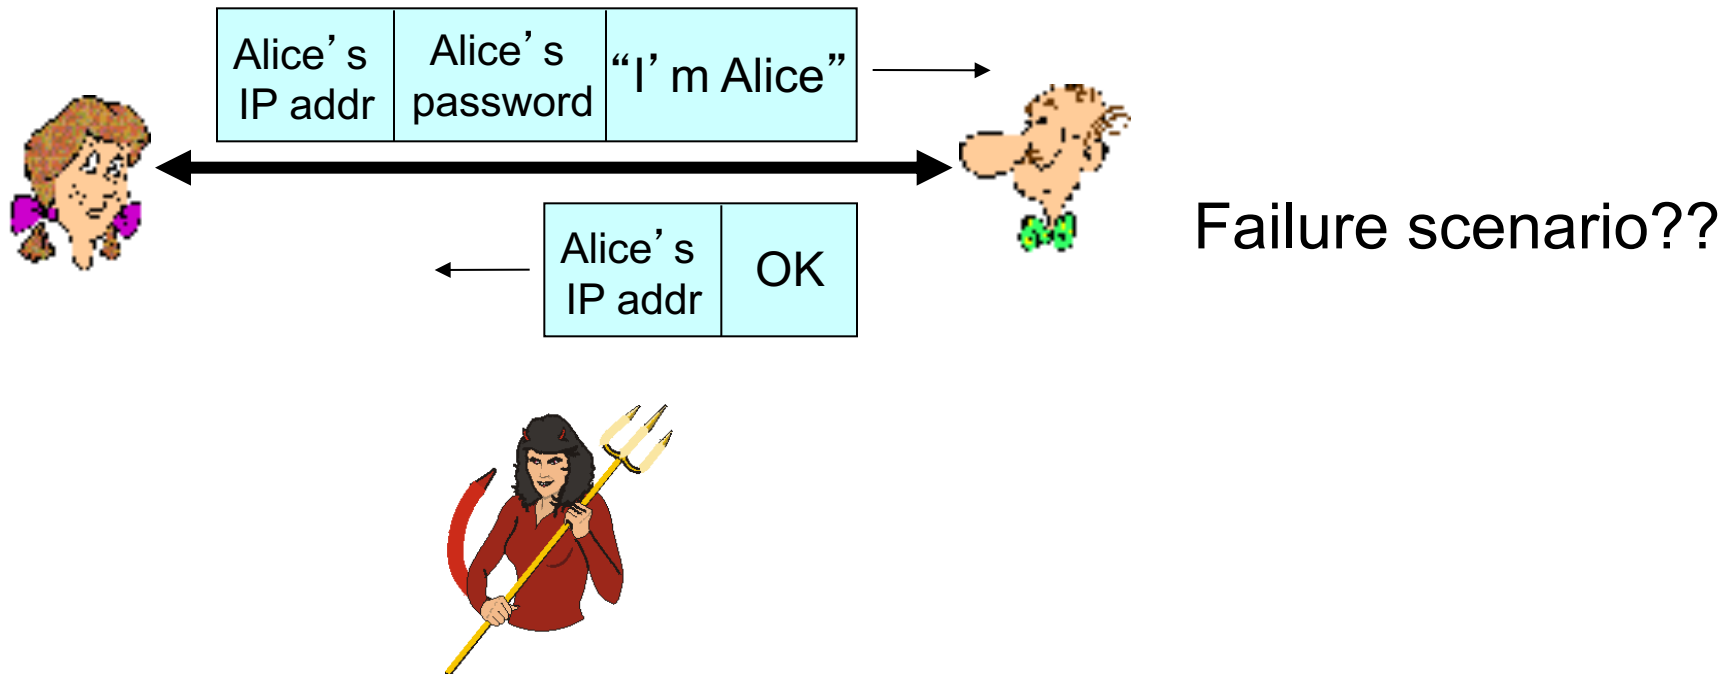 Alice’s
IP addr
Alice’s
password
“I’m Alice”
Alice’s
IP addr
OK
Failure scenario??